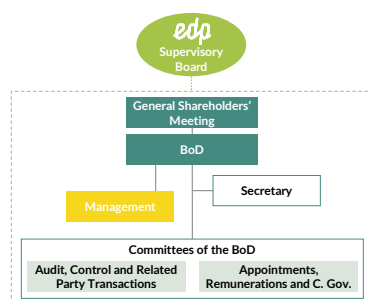 edp
Supervisory
Board
General Shareholders'
Meeting
BoD
Secretary
Management
Committees of the BoD
Audit, Control and Related
Party Transactions
Appointments,
Remunerations and C. Gov.